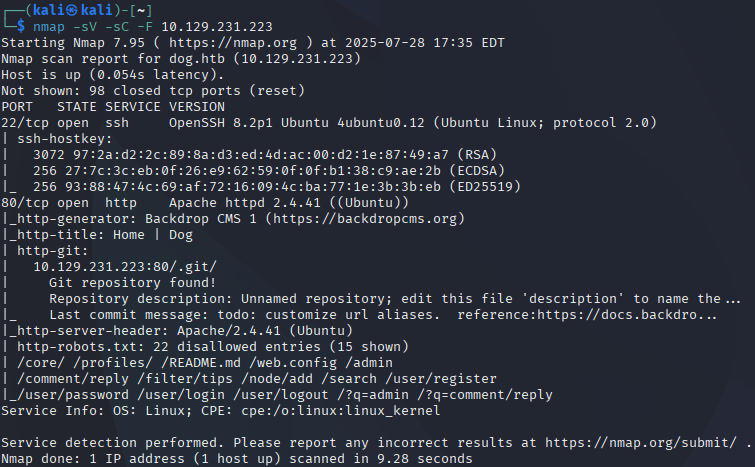 ┌──(kali㉿kali)-[~]
└─$ nmap -sV -sC -F 10.129.231.223
Starting Nmap 7.95 ( https://nmap.org ) at 2025-07-28 17:35 EDT
Nmap scan report for dog.htb (10.129.231.223)
Host is up (0.054s latency).
Not shown: 98 closed tcp ports (reset)
PORT   STATE SERVICE VERSION
22/tcp open  ssh     OpenSSH 8.2p1 Ubuntu 4ubuntu0.12 (Ubuntu Linux; protocol 2.0)
| ssh-hostkey:
|   3072 97:2a:d2:2c:89:8a:d3:ed:4d:ac:00:d2:1e:87:49:a7 (RSA)
|   256 27:7c:3c:eb:0f:26:e9:62:59:0f:0f:b1:38:c9:ae:2b (ECDSA)
|_  256 93:88:47:4c:69:af:72:16:09:4c:ba:77:1e:3b:3b:eb (ED25519)
80/tcp open  http    Apache httpd 2.4.41 ((Ubuntu))
|_http-generator: Backdrop CMS 1 (https://backdropcms.org)
|_http-title: Home | Dog
| http-git:
|   10.129.231.223:80/.git/
|     Git repository found!
|     Repository description: Unnamed repository; edit this file 'description' to name the...
|_    Last commit message: todo: customize url aliases.  reference:https://docs.backdro...
|_http-server-header: Apache/2.4.41 (Ubuntu)
| http-robots.txt: 22 disallowed entries (15 shown)
| /core/ /profiles/ /README.md /web.config /admin
| /comment/reply /filter/tips /node/add /search /user/register
|_/user/password /user/login /user/logout /?q=admin /?q=comment/reply
Service Info: OS: Linux; CPE: cpe:/o:linux:linux_kernel

Service detection performed. Please report any incorrect results at https://nmap.org/submit/ .
Nmap done: 1 IP address (1 host up) scanned in 9.28 seconds